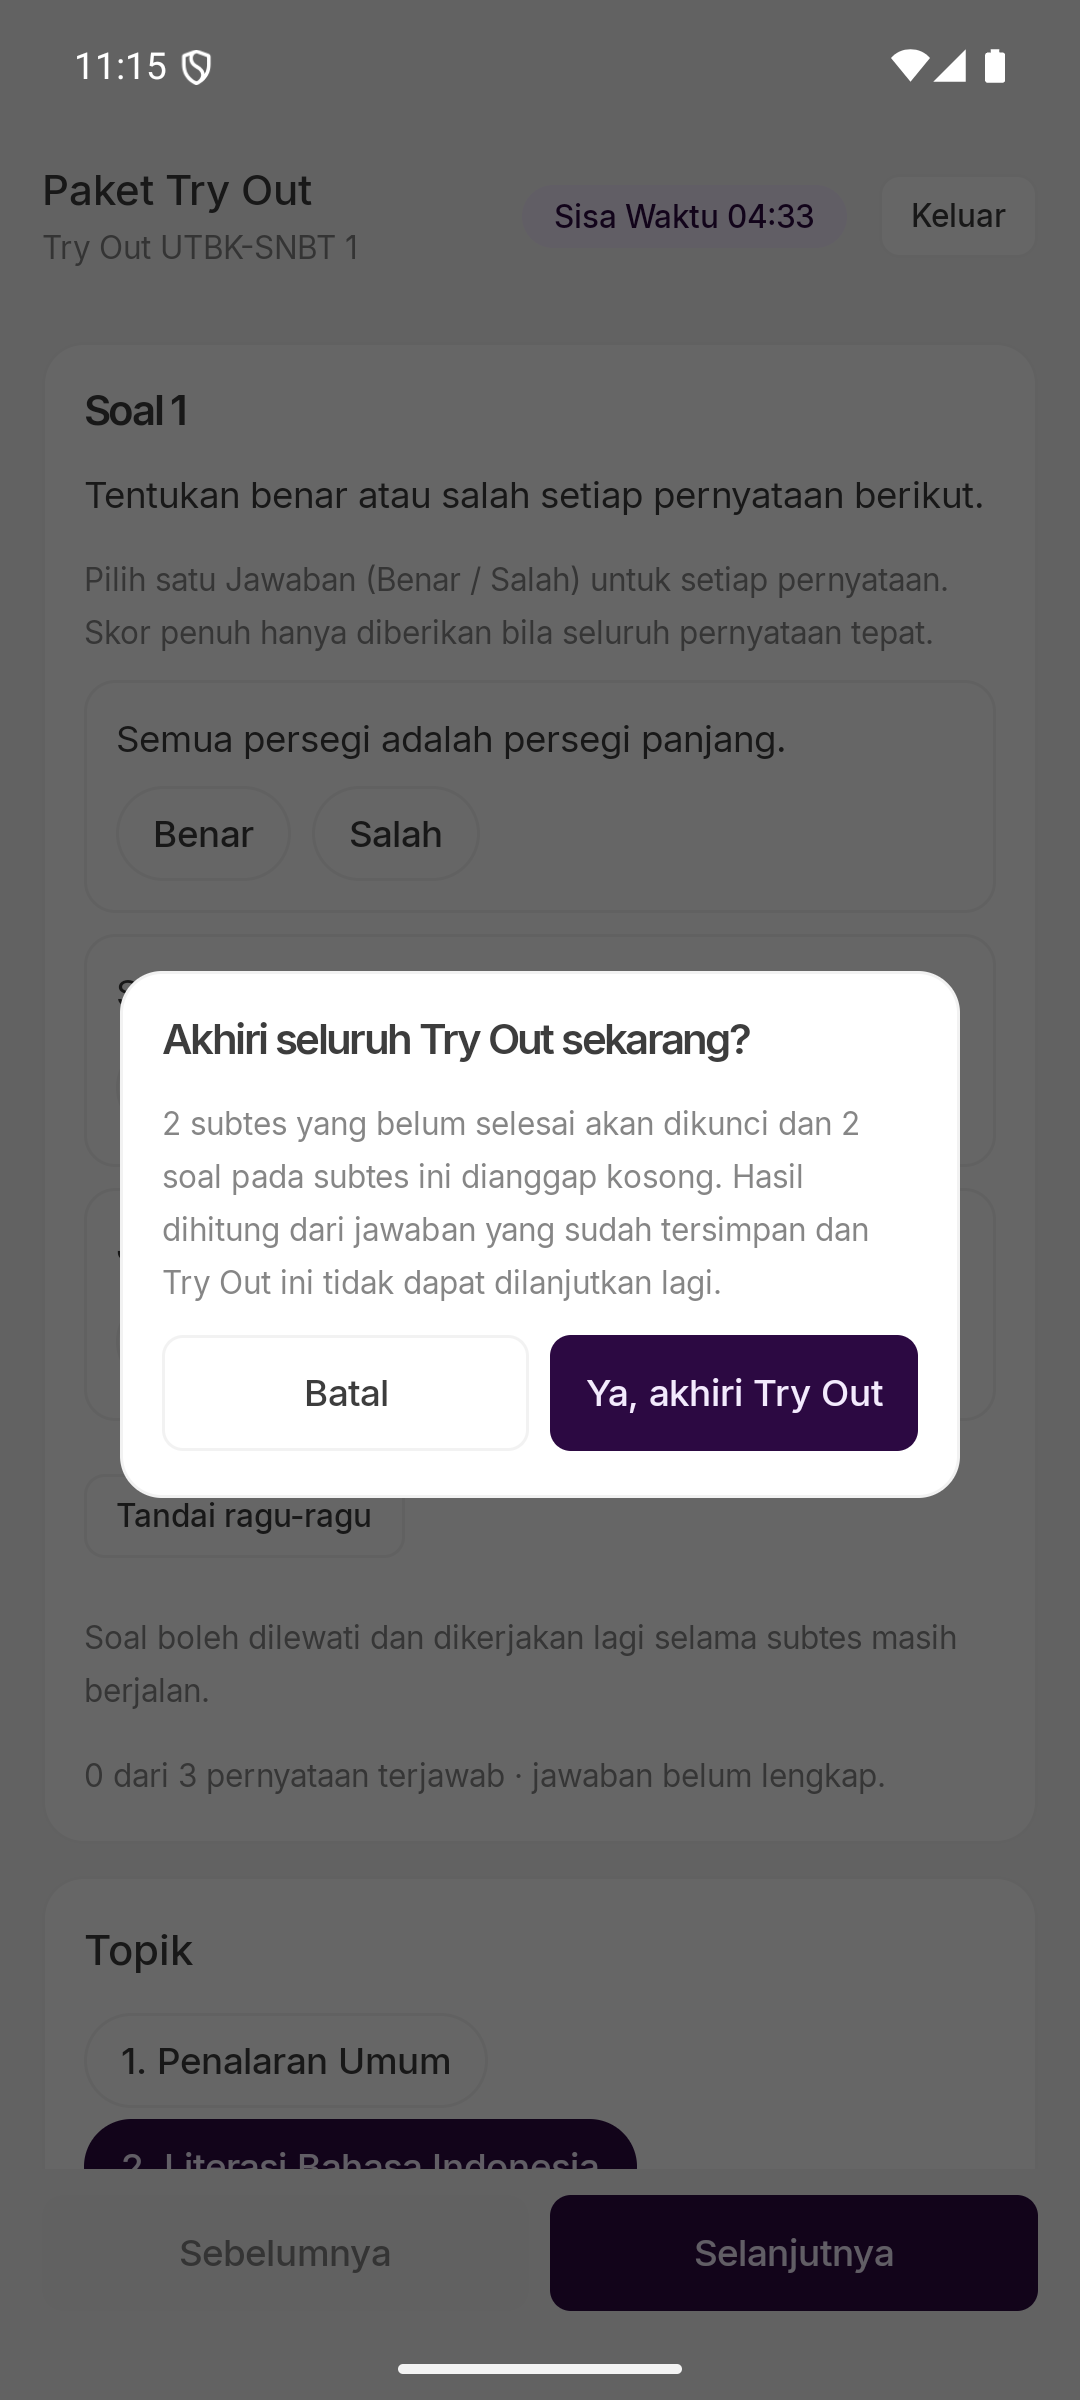 11:15
Paket Try Out
Try Out UTBK-SNBT 1
Sisa Waktu 04:33
Keluar
Soal 1
Tentukan benar atau salah setiap pernyataan berikut.
Pilih satu Jawaban (Benar / Salah) untuk setiap pernyataan.
Skor penuh hanya diberikan bila seluruh pernyataan tepat.
Semua persegi adalah persegi panjang.
Benar
Salah
Akhiri seluruh Try Out sekarang?
2 subtes yang belum selesai akan dikunci dan 2
soal pada subtes ini dianggap kosong. Hasil
dihitung dari jawaban yang sudah tersimpan dan
Try Out ini tidak dapat dilanjutkan lagi.
Batal
Ya, akhiri Try Out
Tandai ragu-ragu
Soal boleh dilewati dan dikerjakan lagi selama subtes masih
berjalan.
0 dari 3 pernyataan terjawab · jawaban belum lengkap.
Topik
1. Penalaran Umum
2. Literasi Bahasa Indonesia
Sebelumnya
Selanjutnya